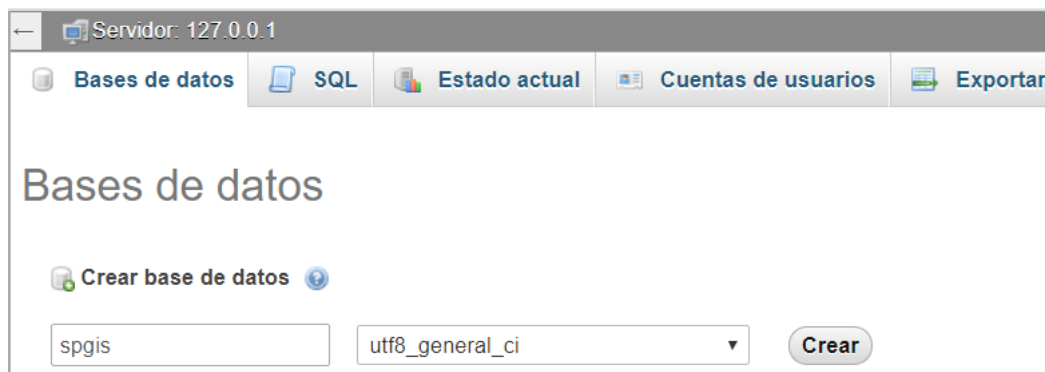 ← Servidor: 127.0.0.1
Bases de datos SQL Estado actual Cuentas de usuarios Exportar
Bases de datos
Crear base de datos
spgis utf8_general_ci Crear